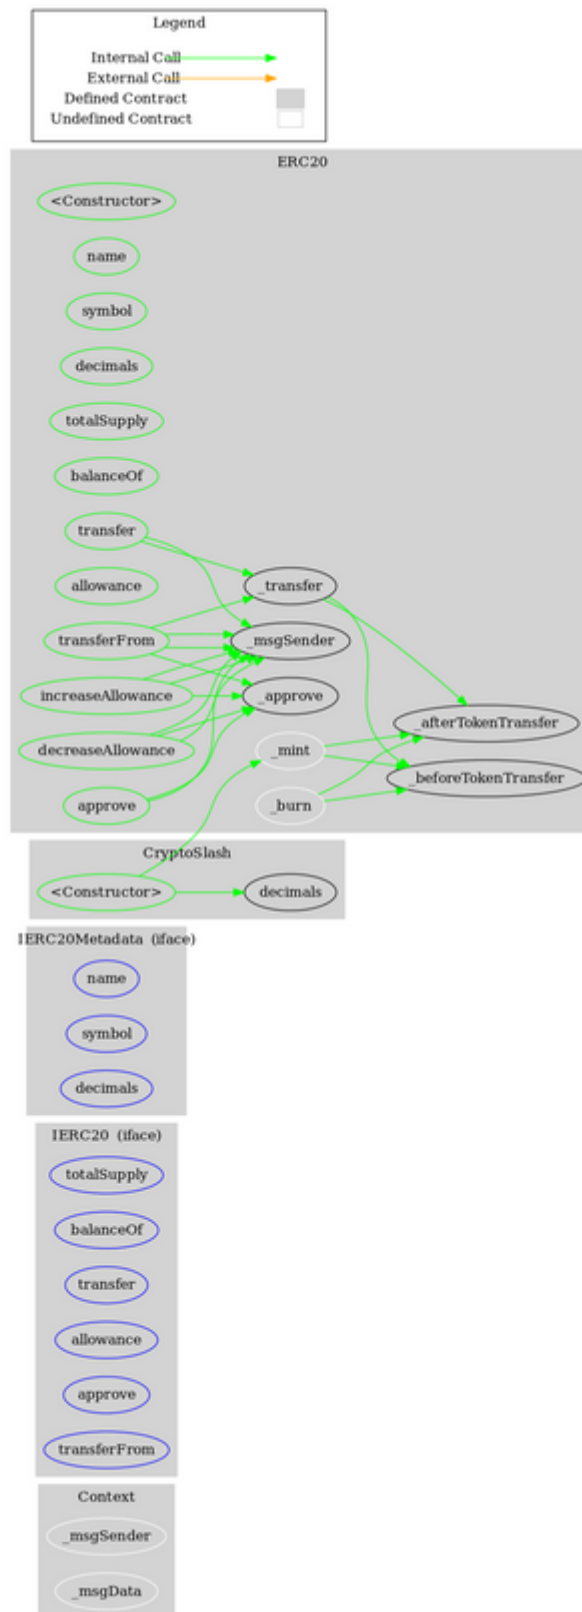 Legend
Internal Call
External Call
Defined Contract
Undefined Contract
ERC20
<Constructor>
name
symbol
decimals
totalSupply
balanceOf
transfer
allowance
_transfer
transferFrom
_msgSender
increaseAllowance
_approve
_afterTokenTransfer
decreaseAllowance
_mint
_beforeTokenTransfer
approve
_burn
CryptoSlash
<Constructor>
decimals
IERC20Metadata (iface)
name
symbol
decimals
IERC20 (iface)
totalSupply
balanceOf
transfer
allowance
approve
transferFrom
Context
_msgSender
_msgData